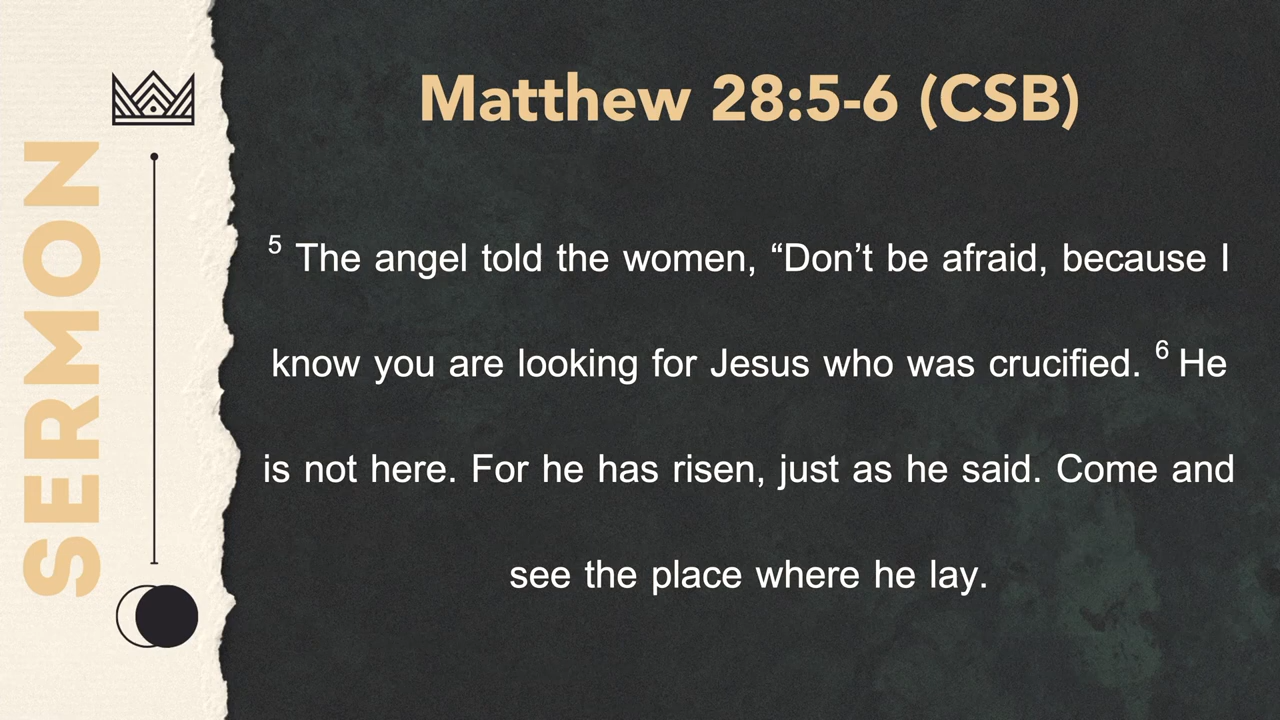 SERMON
Matthew 28:5-6 (CSB)
5 The angel told the women, “Don’t be afraid, because I
know you are looking for Jesus who was crucified. 6 He
is not here. For he has risen, just as he said. Come and
see the place where he lay.